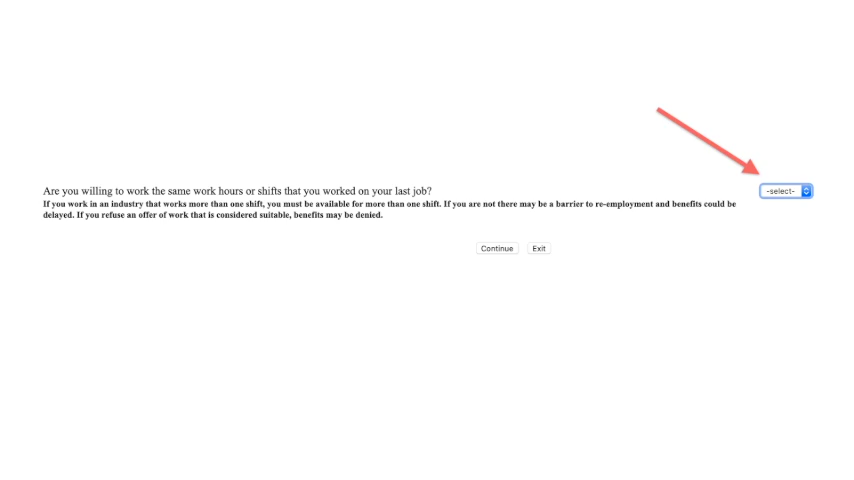 Are you willing to work the same work hours or shifts that you worked on your last job?
-select-
If you work in an industry that works more than one shift, you must be available for more than one shift. If you are not there may be a barrier to re-employment and benefits could be
delayed. If you refuse an offer of work that is considered suitable, benefits may be denied.
Continue
Exit